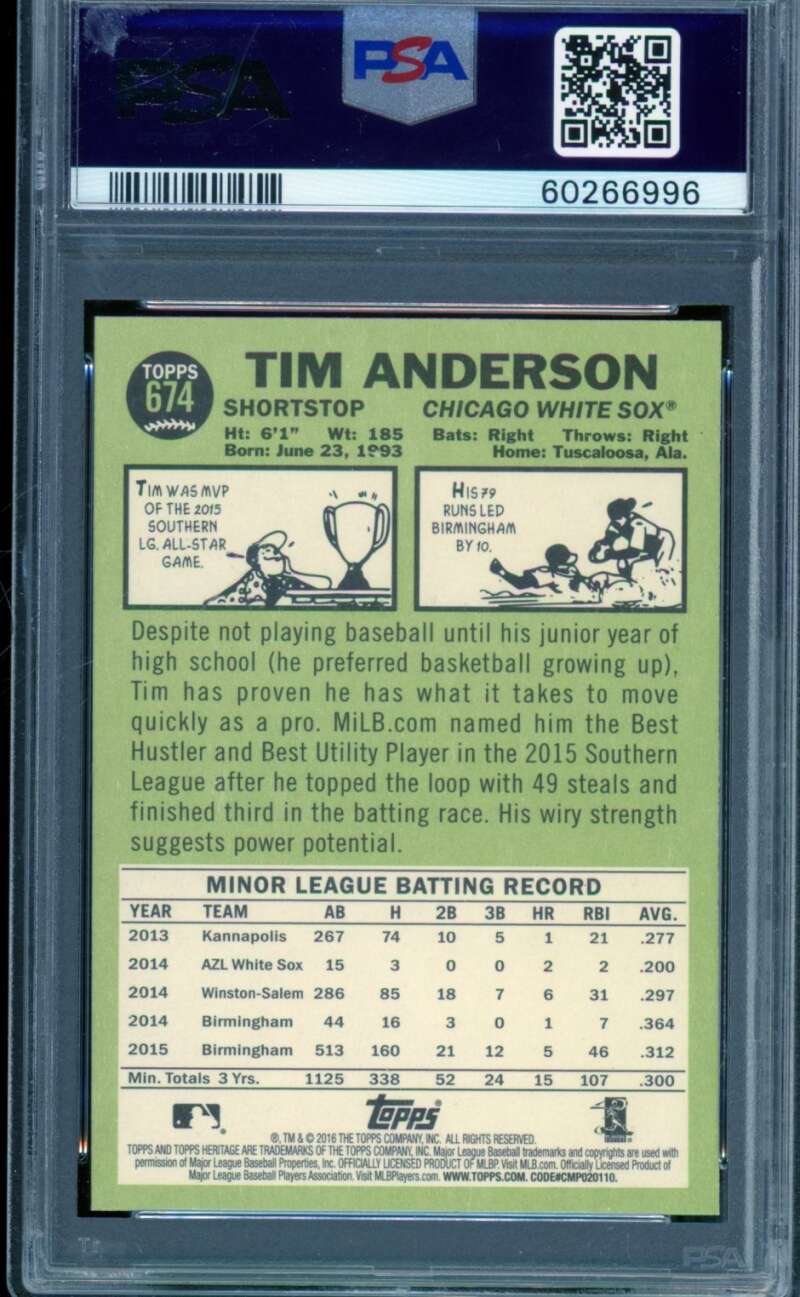 PSA
PSA
60266996
TOPPS
674
TIM ANDERSON
SHORTSTOP CHICAGO WHITE SOX®
Ht: 6'1" Wt: 185 Bats: Right Throws: Right
Born: June 23, 1993 Home: Tuscaloosa, Ala.
TIM WAS MVP
OF THE 2015
SOUTHERN
LG. ALL-STAR
GAME.
HIS 79
RUNS LED
BIRMINGHAM
BY 10.
Despite not playing baseball until his junior year of
high school (he preferred basketball growing up),
Tim has proven he has what it takes to move
quickly as a pro. MiLB.com named him the Best
Hustler and Best Utility Player in the 2015 Southern
League after he topped the loop with 49 steals and
finished third in the batting race. His wiry strength
suggests power potential.
MINOR LEAGUE BATTING RECORD
YEAR TEAM AB H 2B 3B HR RBI AVG.
2013 Kannapolis 267 74 10 5 1 21 .277
2014 AZL White Sox 15 3 0 0 2 2 .200
2014 Winston-Salem 286 85 18 7 6 31 .297
2014 Birmingham 44 16 3 0 1 7 .364
2015 Birmingham 513 160 21 12 5 46 .312
Min. Totals 3 Yrs. 1125 338 52 24 15 107 .300
Topps
®, TM & © 2016 THE TOPPS COMPANY, INC. ALL RIGHTS RESERVED.
TOPPS AND TOPPS HERITAGE ARE TRADEMARKS OF THE TOPPS COMPANY, INC. Major League Baseball trademarks and copyrights are used with
permission of Major League Baseball Properties, Inc. OFFICIALLY LICENSED PRODUCT OF MLBP. Visit MLB.com. Officially Licensed Product of
Major League Baseball Players Association. Visit MLBPlayers.com. WWW.TOPPS.COM. CODE#CMP020110.
PSA